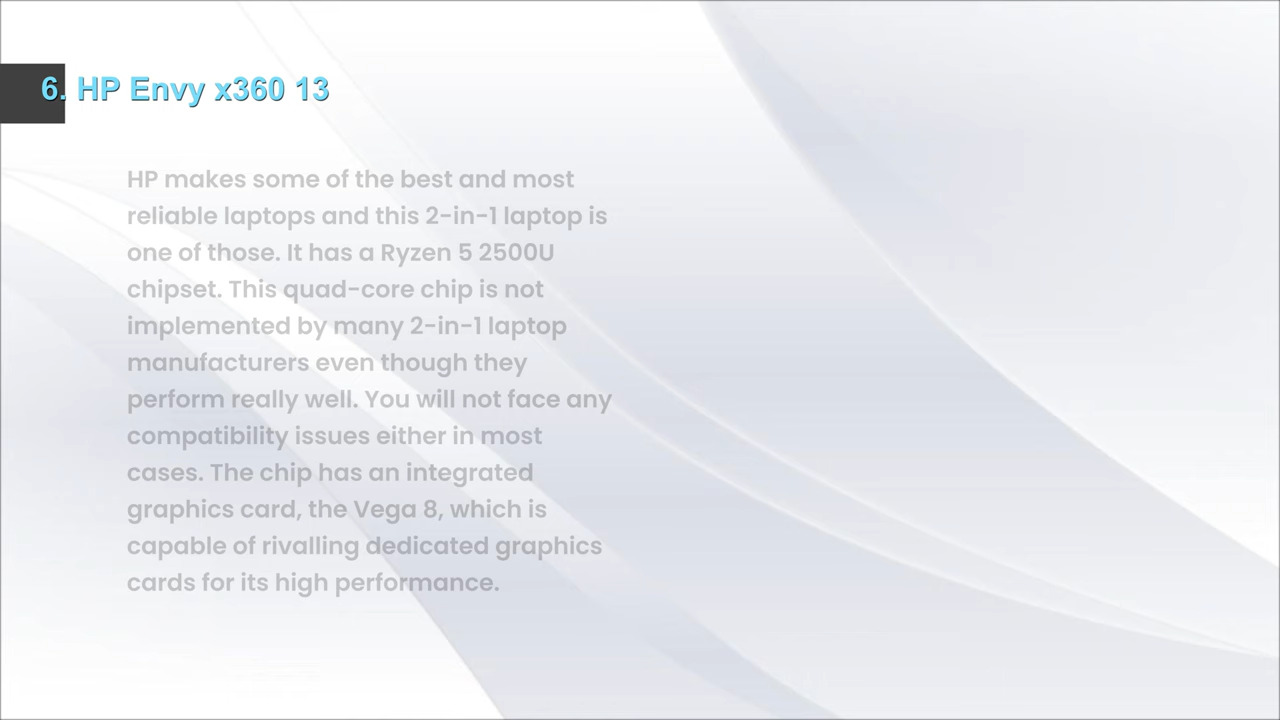 6. HP Envy x360 13
HP makes some of the best and most
reliable laptops and this 2-in-1 laptop is
one of those. It has a Ryzen 5 2500U
chipset. This quad-core chip is not
implemented by many 2-in-1 laptop
manufacturers even though they
perform really well. You will not face any
compatibility issues either in most
cases. The chip has an integrated
graphics card, the Vega 8, which is
capable of rivalling dedicated graphics
cards for its high performance.